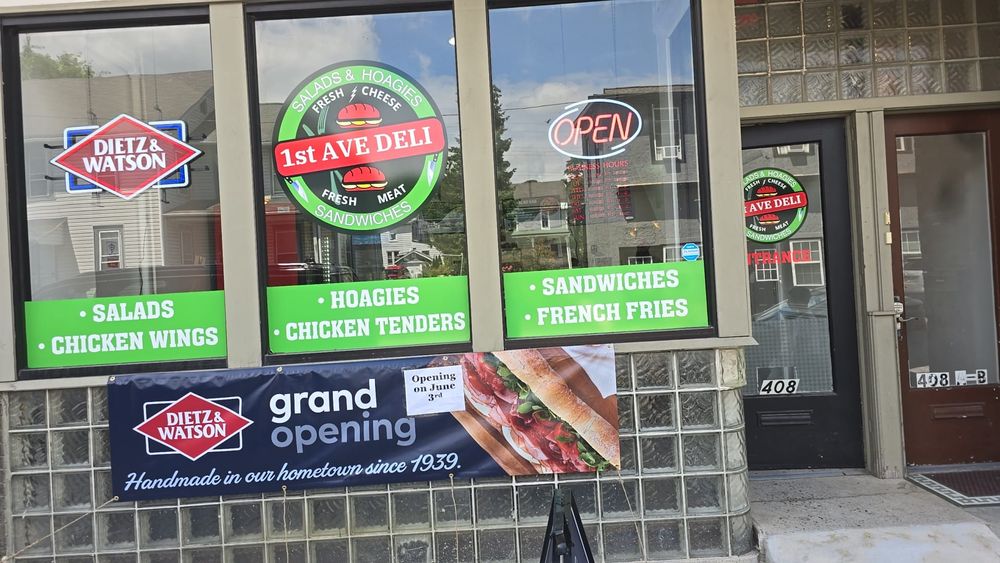 DIETZ &
WATSON
SALADS & HOAGIES
FRESH CHEESE
1st AVE DELI
FRESH MEAT
SANDWICHES
OPEN
BUSINESS HOURS
SALADS & HOAGIES
FRESH CHEESE
AVE DELI
FRESH MEAT
SANDWICHES
• SALADS
• CHICKEN WINGS
• HOAGIES
• CHICKEN TENDERS
• SANDWICHES
• FRENCH FRIES
408
408 B
DIETZ &
WATSON
grand
opening
Opening
on June
3rd
Handmade in our hometown since 1939.